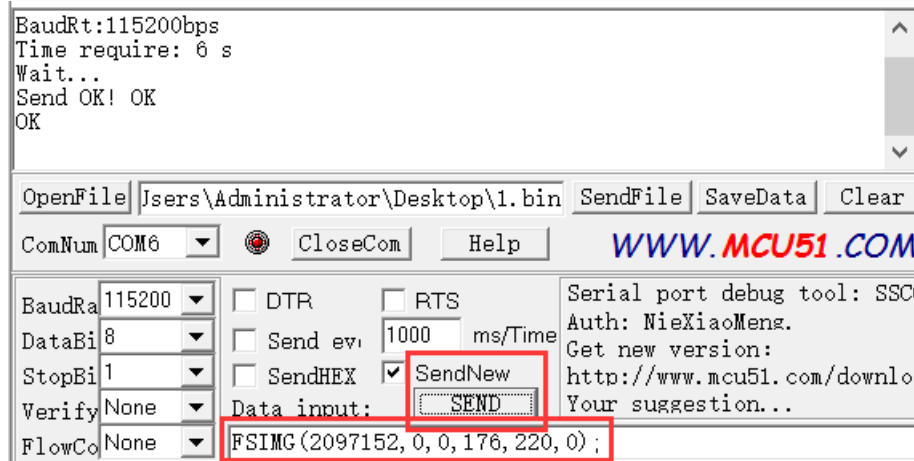 BaudRt:115200bps
Time require: 6 s
Wait...
Send OK! OK
OK
OpenFile Jsers\Administrator\Desktop\1.bin SendFile SaveData Clear
ComNum COM6 CloseCom Help WWW.MCU51.COM
BaudRa 115200 DTR RTS
DataBi 8 Send ev 1000 ms/Time
StopBi 1 SendHEX SendNew
Verify None Data input: SEND
FlowCo None FSIMG(2097152,0,0,176,220,0);
Serial port debug tool: SSC
Auth: NieXiaoMeng.
Get new version:
http://www.mcu51.com/downlo
Your suggestion...